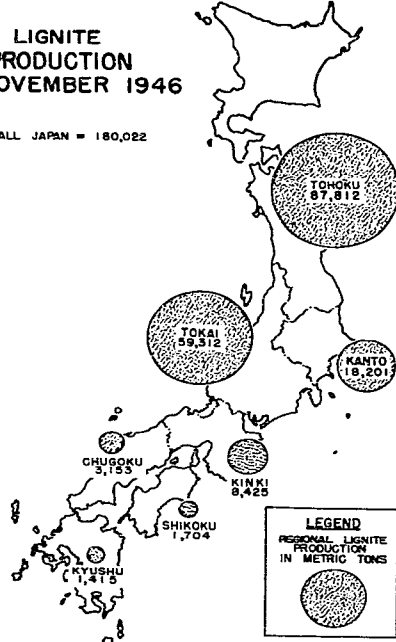 LIGNITE
PRODUCTION
NOVEMBER 1946
ALL JAPAN = 180,022
TOHOKU
87,812
TOKAI
59,312
KANTO
18,201
CHUGOKU
3,153
KINKI
8,425
SHIKOKU
1,704
KYUSHU
1,415
LEGEND
REGIONAL LIGNITE
PRODUCTION
IN METRIC TONS